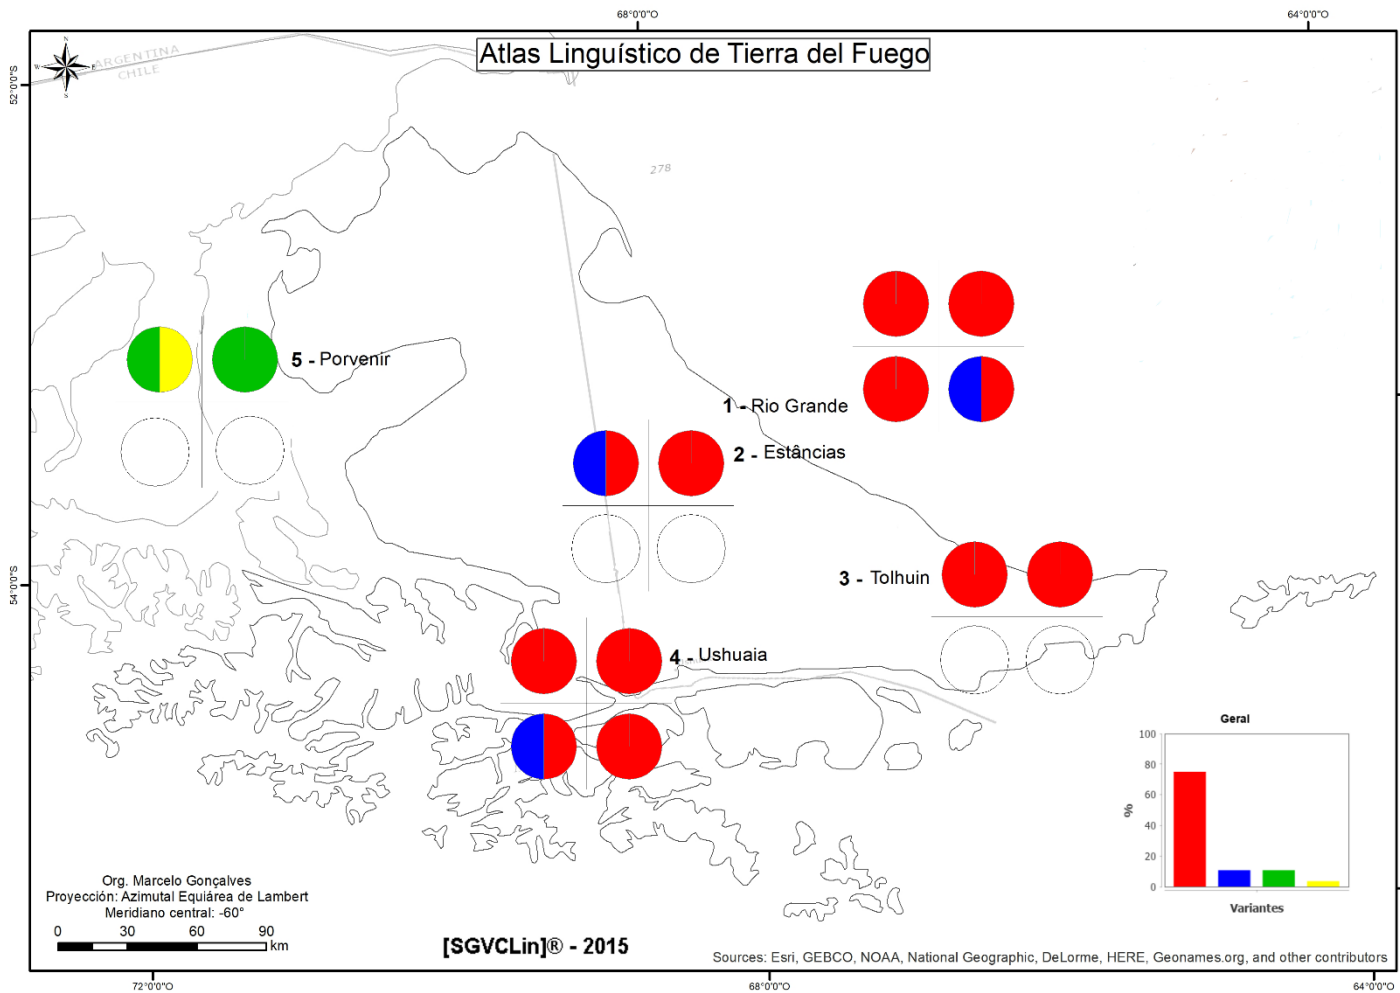 68°0'0"O
64°0'0"O
Atlas Linguístico de Tierra del Fuego
N
W
E
S
ARGENTINA
CHILE
52°0'0"S
278
5 - Porvenir
1 - Rio Grande
2 - Estâncias
3 - Tolhuin
54°0'0"S
4 - Ushuaia
Geral
100
80
60
40
20
0
%
Variantes
Org. Marcelo Gonçalves
Proyección: Azimutal Equiárea de Lambert
Meridiano central: -60°
0 30 60 90
km
[SGVCLin]® - 2015
Sources: Esri, GEBCO, NOAA, National Geographic, DeLorme, HERE, Geonames.org, and other contributors
72°0'0"O
68°0'0"O
64°0'0"O